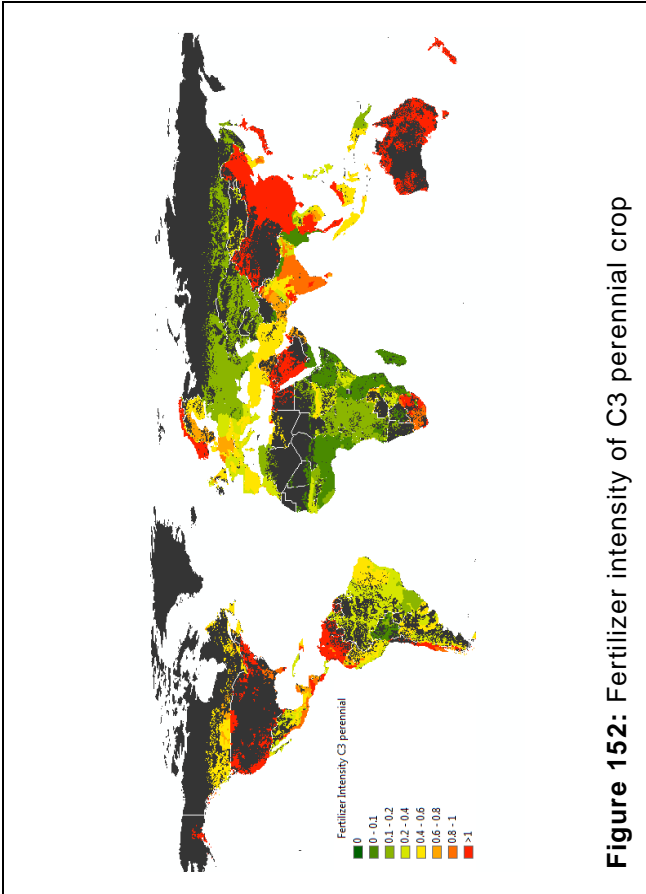 Fertilizer Intensity C3 perennial
0
0 - 0.1
0.1 - 0.2
0.2 - 0.4
0.4 - 0.6
0.6 - 0.8
0.8 - 1
>1
Figure 152: Fertilizer intensity of C3 perennial crop